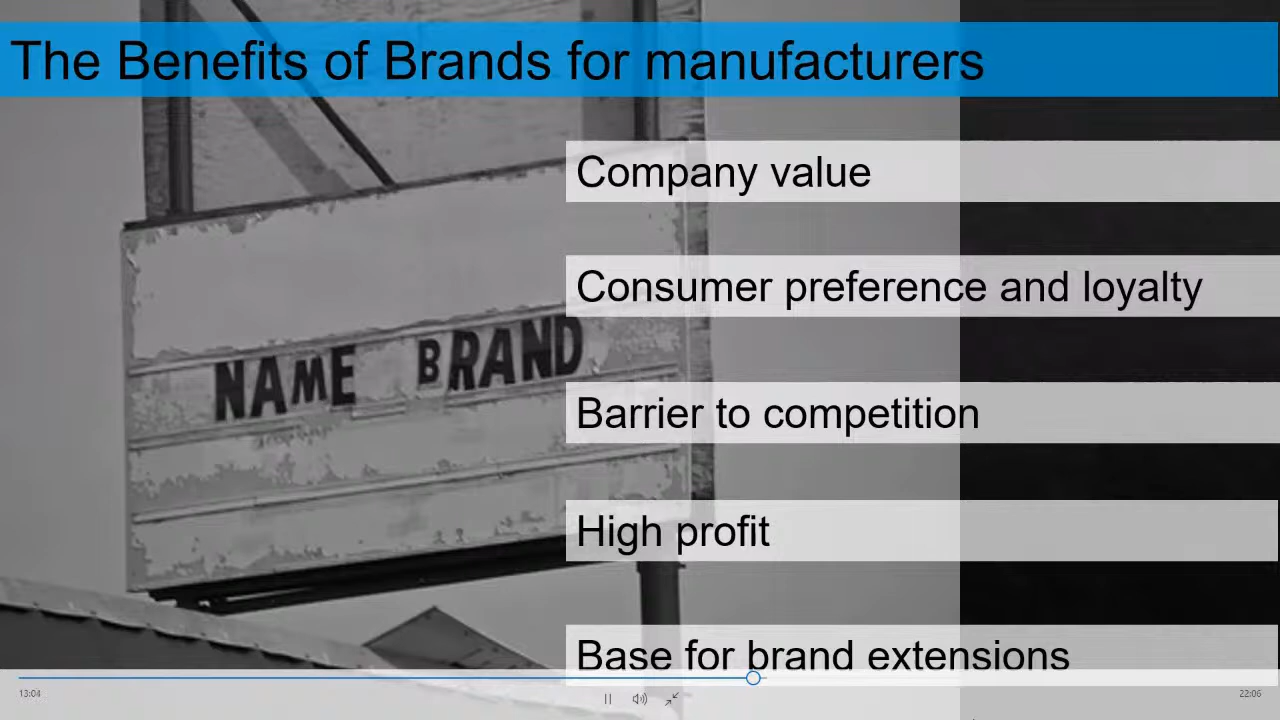 The Benefits of Brands for manufacturers
Company value
Consumer preference and loyalty
NAME BRAND
Barrier to competition
High profit
Base for brand extensions
13:04
22:06